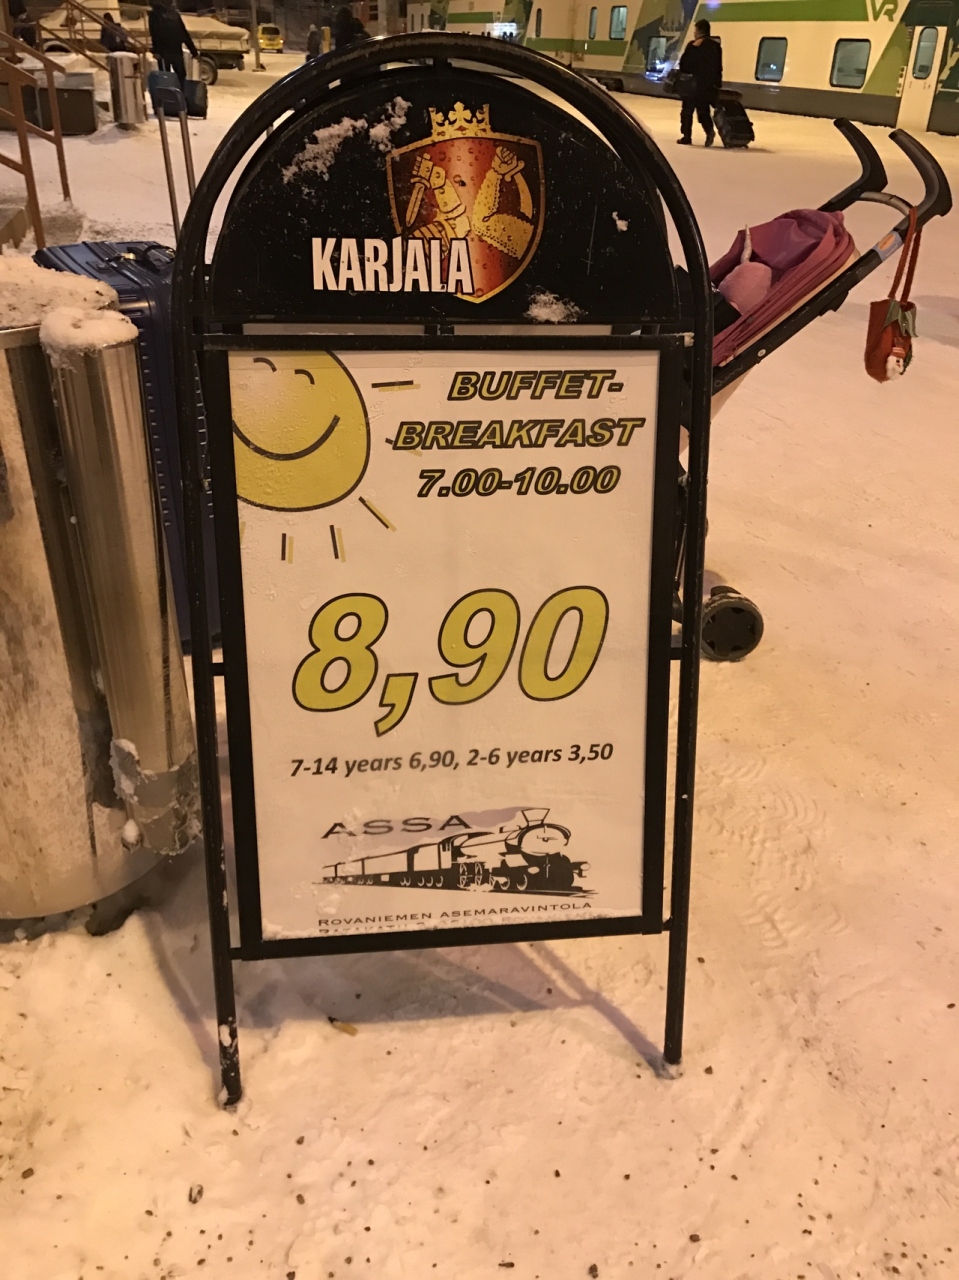 VR
KARJALA
BUFFET-
BREAKFAST
7.00-10.00
8,90
7-14 years 6,90, 2-6 years 3,50
ASSA
ROVANIEMEN ASEMARAVINTOLA